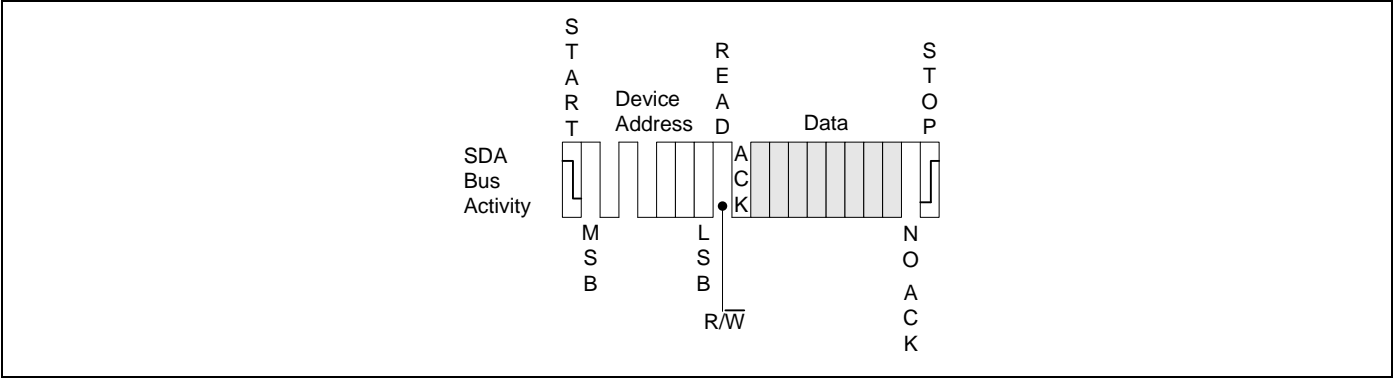 START
Device
Address
READ
Data
STOP
SDA
Bus
Activity
ACK
MSB
LSB
R/W̅
NO ACK